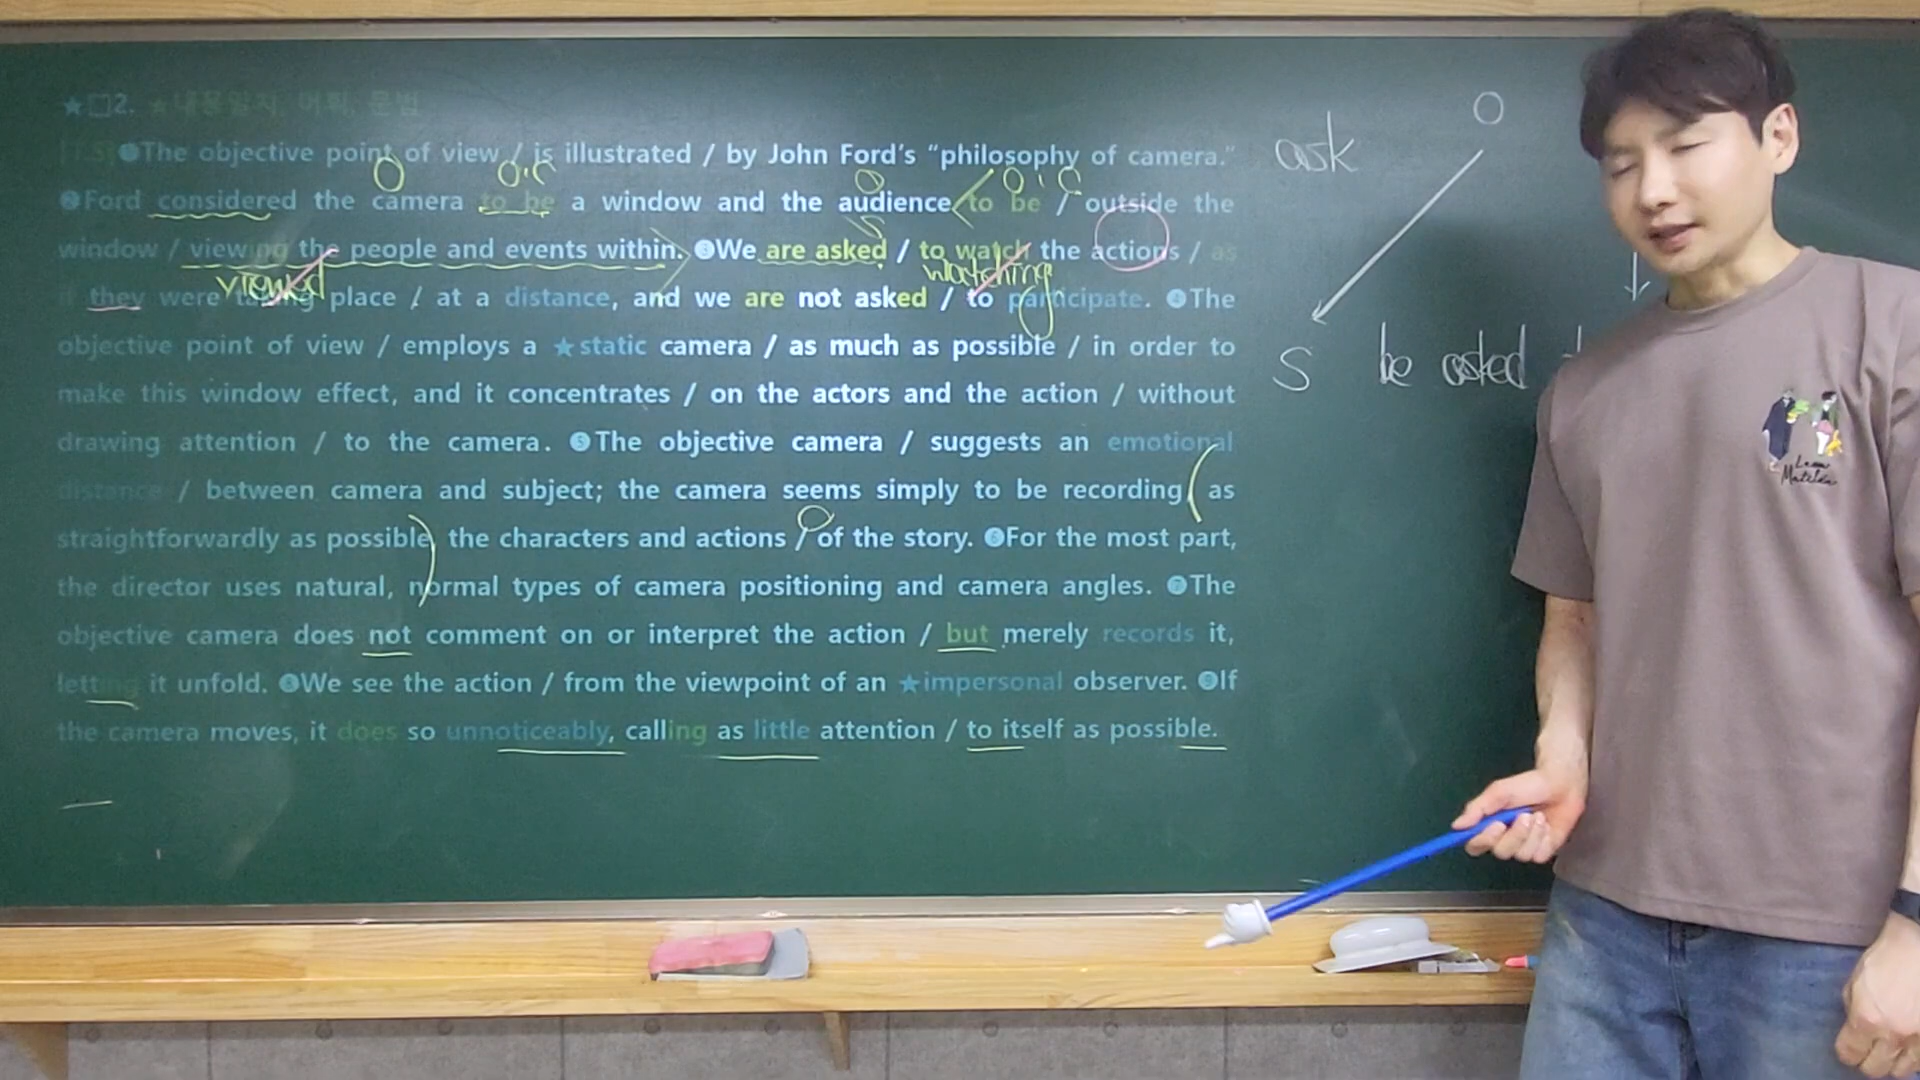 ★□2. ★내용일치, 어휘, 문법
❶The objective point of view / is illustrated / by John Ford's “philosophy of camera.”
O O.C O O.C
❷Ford considered the camera to be a window and the audience to be / outside the
window / viewing the people and events within. ❸We are asked / to watch the actions / as
viewed watching
if they were taking place / at a distance, and we are not asked / to participate. ❹The
objective point of view / employs a ★static camera / as much as possible / in order to
make this window effect, and it concentrates / on the actors and the action / without
drawing attention / to the camera. ❺The objective camera / suggests an emotional
distance / between camera and subject; the camera seems simply to be recording ( as
straightforwardly as possible) the characters and actions / of the story. ❻For the most part,
the director uses natural, normal types of camera positioning and camera angles. ❼The
objective camera does not comment on or interpret the action / but merely records it,
letting it unfold. ❽We see the action / from the viewpoint of an ★impersonal observer. ❾If
the camera moves, it does so unnoticeably, calling as little attention / to itself as possible.
ask O
S be asked